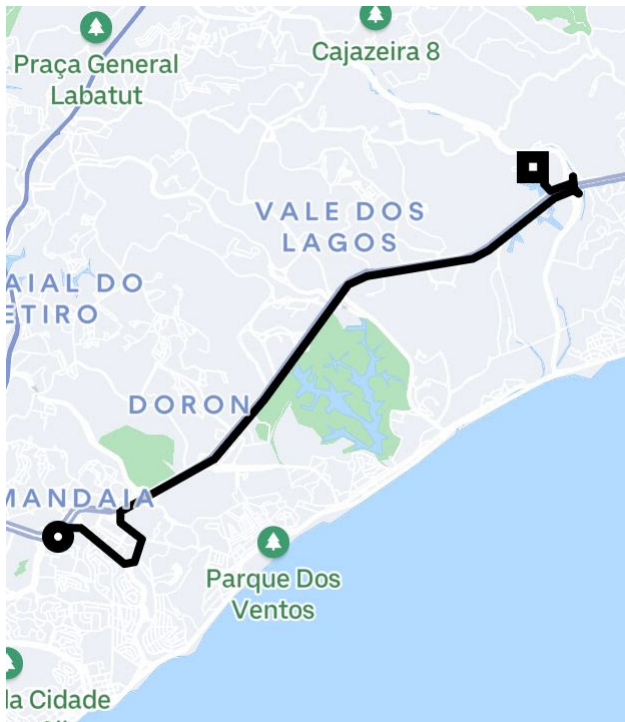 Praça General
Labatut
Cajazeira 8
VALE DOS
LAGOS
AIAL DO
ETIRO
DORON
MANDAIA
Parque Dos
Ventos
la Cidade